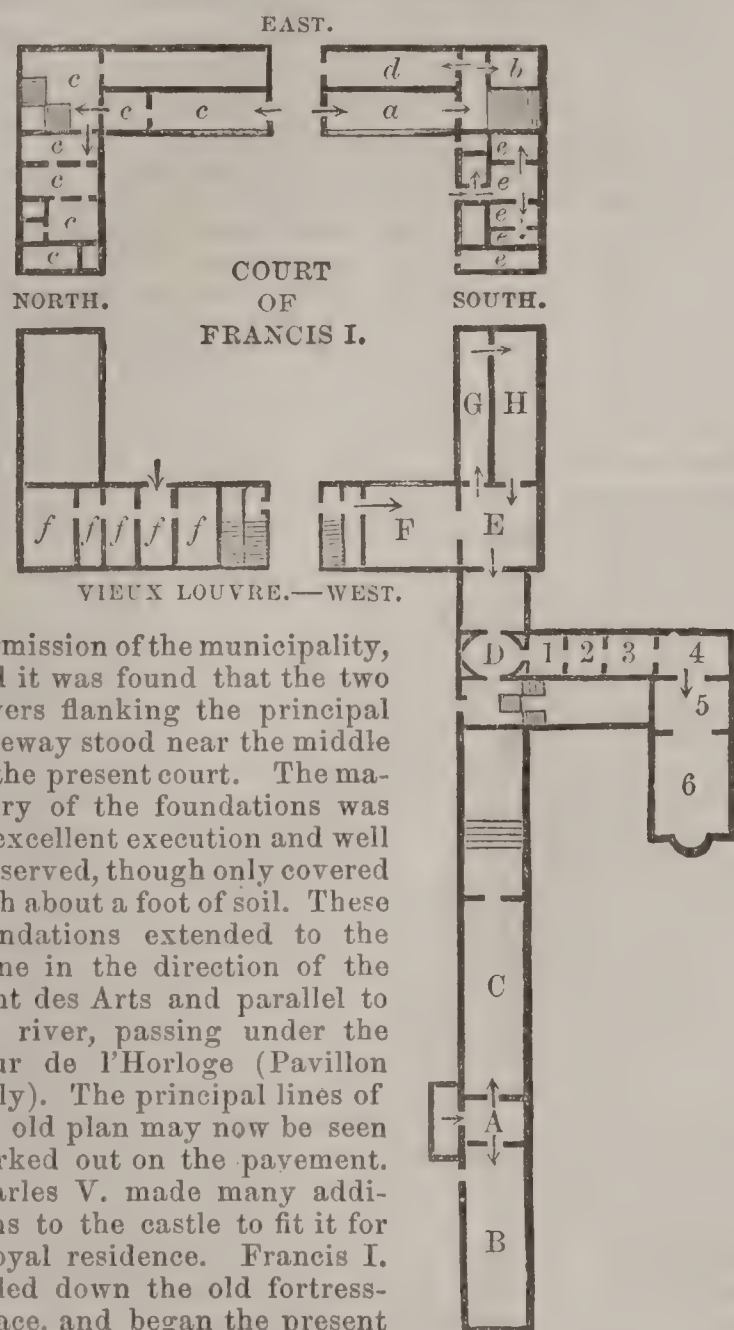 EAST.
c d b
c c a
c e
c e
c e
e
c e
COURT
NORTH. OF SOUTH.
FRANCIS I.
G H
f f f f f F E
VIEUX LOUVRE.—WEST.
D 1 2 3 4
5
6
C
A
B
mission of the municipality,
it was found that the two
flanking the principal
stood near the middle
the present court. The ma-
of the foundations was
excellent execution and well
served, though only covered
about a foot of soil. These
extended to the
in the direction of the
des Arts and parallel to
river, passing under the
de l'Horloge (Pavillon
The principal lines of
old plan may now be seen
out on the pavement.
V. made many addi-
to the castle to fit it for
residence. Francis I.
down the old fortress-
and began the present